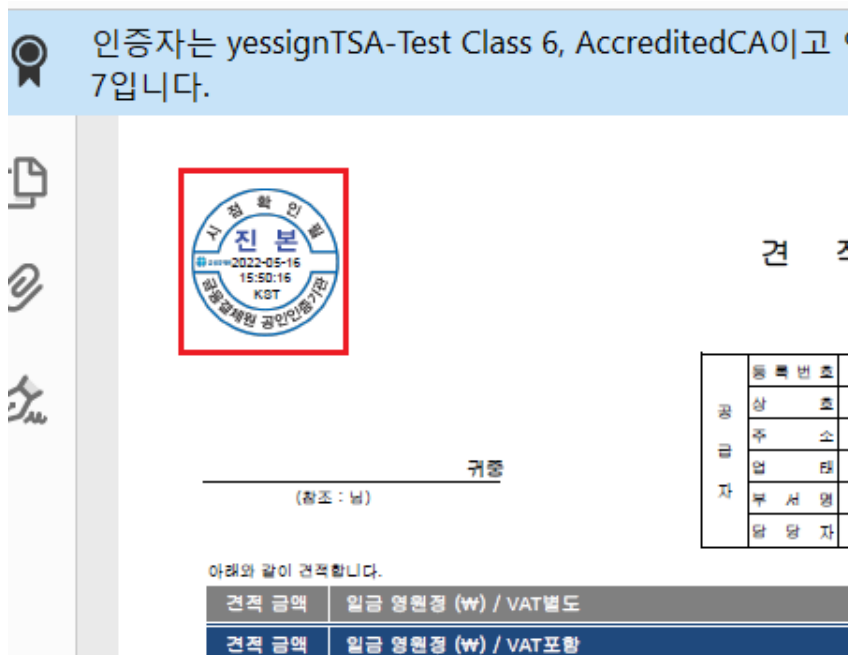 인증자는 yessignTSA-Test Class 6, AccreditedCA이고
7입니다.
시 점 확 인 필
진 본
2022-05-16
15:50:16
KST
금융결제원 공인인증기관
견
등 록 번 호
상 호
공 급 자
주 소
업 태
부 서 명
담 당 자
귀중
(참조 : 님)
아래와 같이 견적합니다.
견적 금액 일금 영원정 (₩) / VAT별도
견적 금액 일금 영원정 (₩) / VAT포함